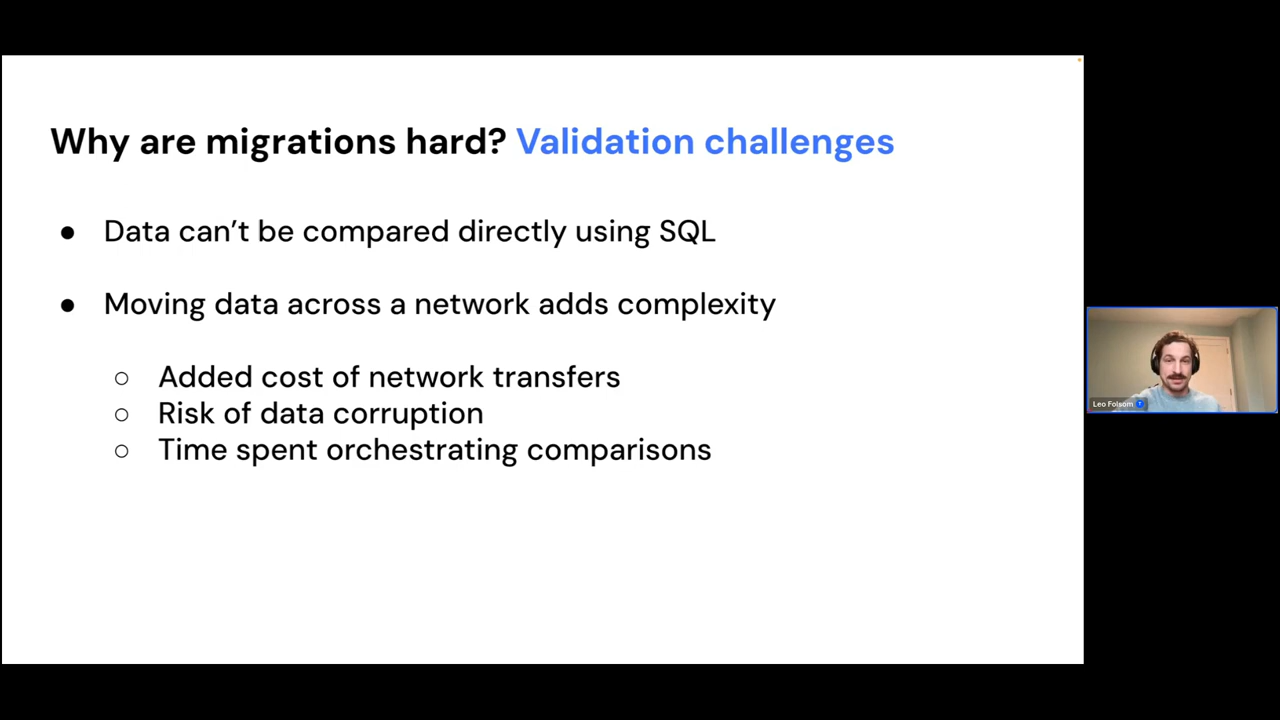 Why are migrations hard? Validation challenges
● Data can’t be compared directly using SQL
● Moving data across a network adds complexity
○ Added cost of network transfers
○ Risk of data corruption
○ Time spent orchestrating comparisons
Leo Folsom